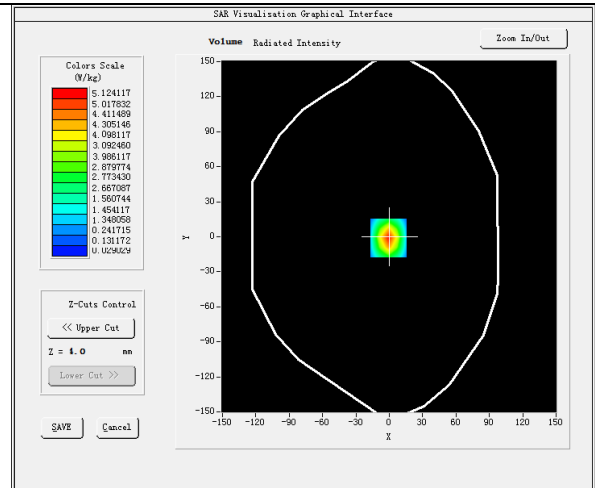 SAR Visualisation Graphical Interface
Volume Radiated Intensity
Zoom In/Out
Colors Scale
(W/kg)
5.124117
5.017832
4.411489
4.305146
4.098117
3.092460
3.986117
2.879774
2.773430
2.667087
1.560744
1.454117
1.348058
0.241715
0.131172
0.029029
Z-Cuts Control
<< Upper Cut
Z = 4.0 mm
Lower Cut >>
SAVE Cancel
150
120
90
60
30
Y 0
-30
-60
-90
-120
-150
-150 -120 -90 -60 -30 0 30 60 90 120 150
X